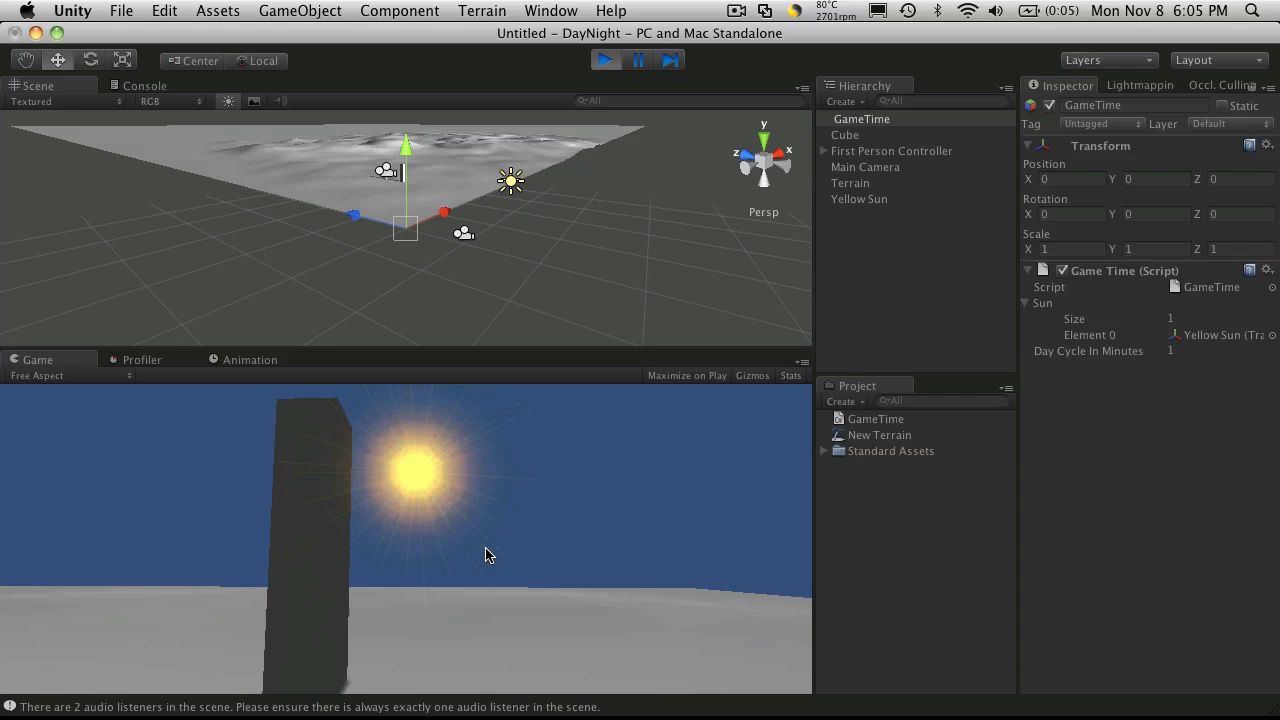 Unity File Edit Assets GameObject Component Terrain Window Help 80°C 2701rpm (0:05) Mon Nov 8 6:05 PM
Untitled – DayNight – PC and Mac Standalone
Center Local Layers Layout
Scene Console
Textured RGB All
y
z x
Persp
Game Profiler Animation
Free Aspect Maximize on Play Gizmos Stats
Hierarchy
Create All
GameTime
Cube
First Person Controller
Main Camera
Terrain
Yellow Sun
Project
Create All
GameTime
New Terrain
Standard Assets
Inspector Lightmappin Occl. Culling
GameTime Static
Tag Untagged Layer Default
Transform
Position
X 0 Y 0 Z 0
Rotation
X 0 Y 0 Z 0
Scale
X 1 Y 1 Z 1
Game Time (Script)
Script GameTime
Sun
Size 1
Element 0 Yellow Sun (Tra
Day Cycle In Minutes 1
There are 2 audio listeners in the scene. Please ensure there is always exactly one audio listener in the scene.